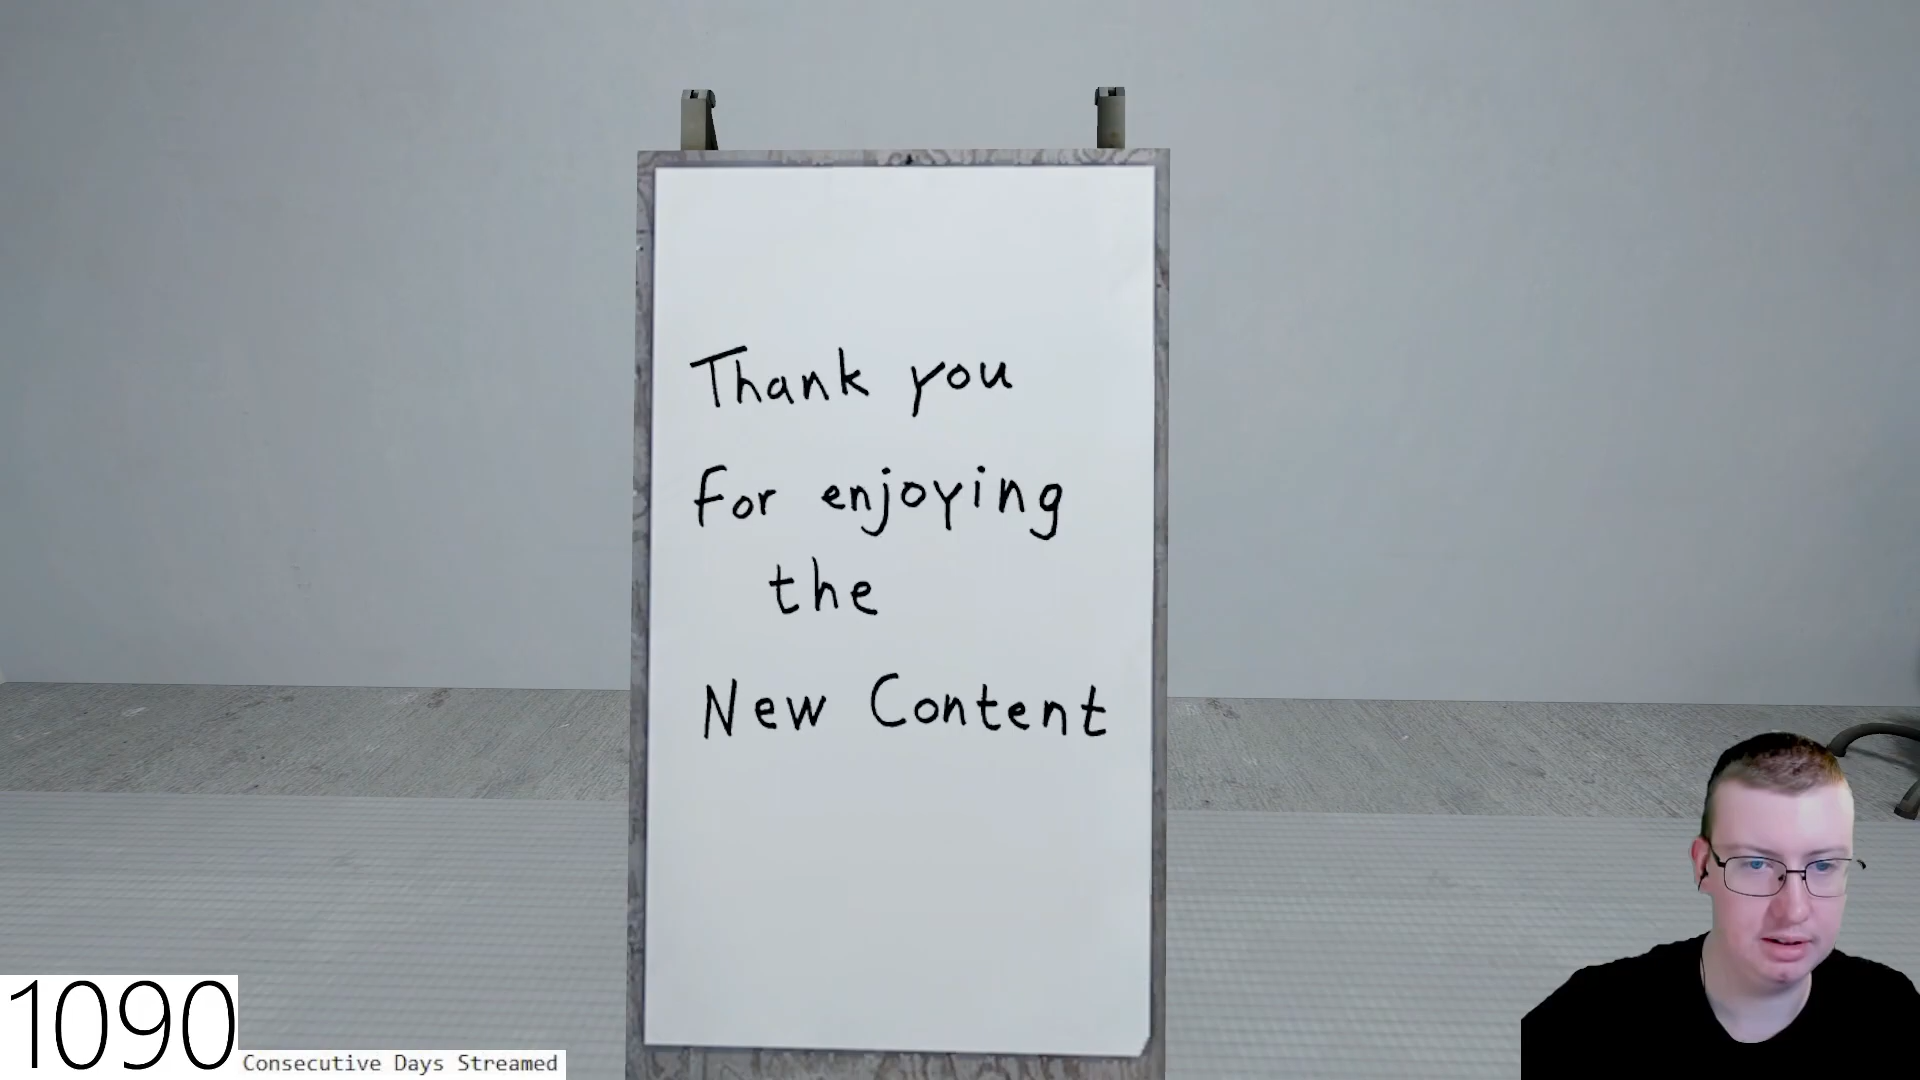 Thank you
for enjoying
the
New Content
1090
Consecutive Days Streamed